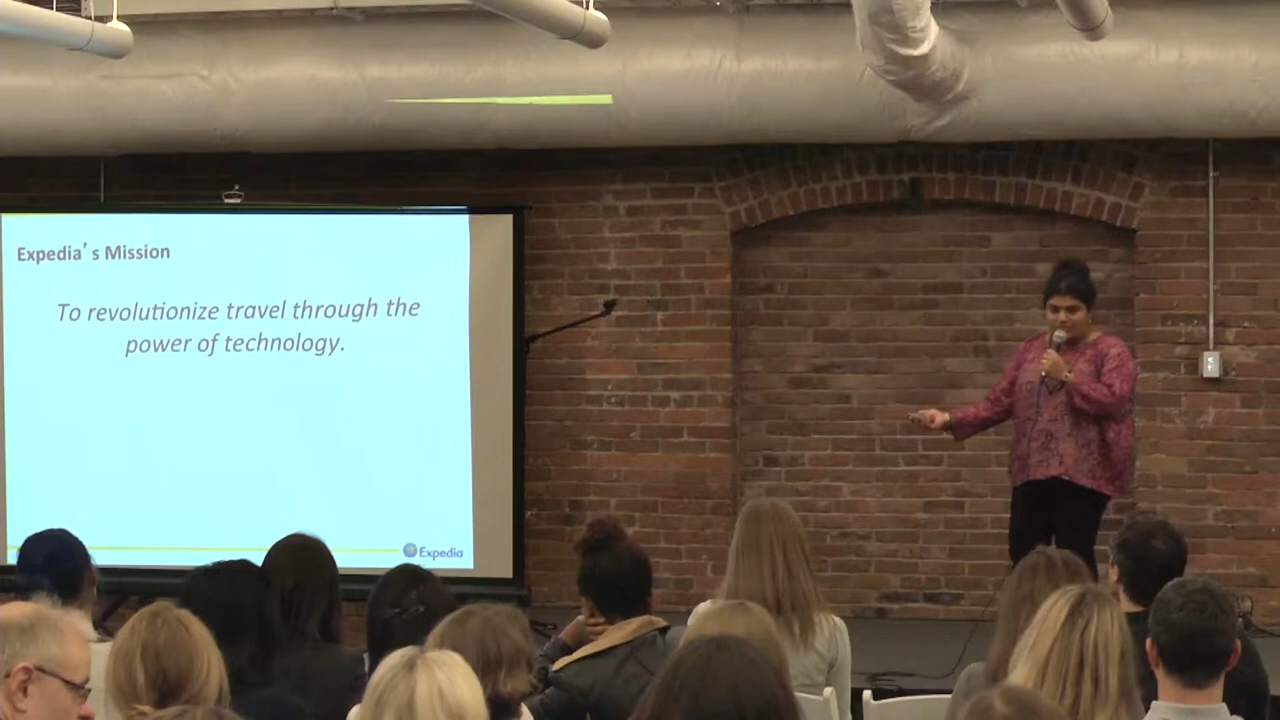 Expedia's Mission
To revolutionize travel through the
power of technology.
Expedia